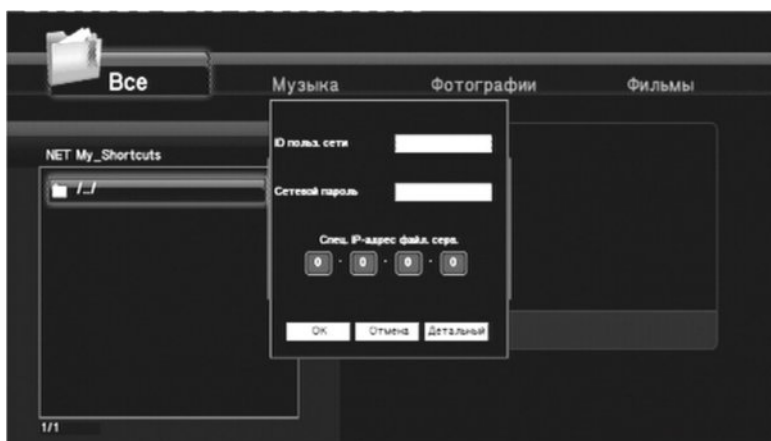 Все
Музыка
Фотографии
Фильмы
NET My_Shortcuts
/../
ID польз. сети
Сетевой пароль
Спец. IP-адрес файл. серв.
0 . 0 . 0 . 0
OK
Отмена
Детальный
1/1